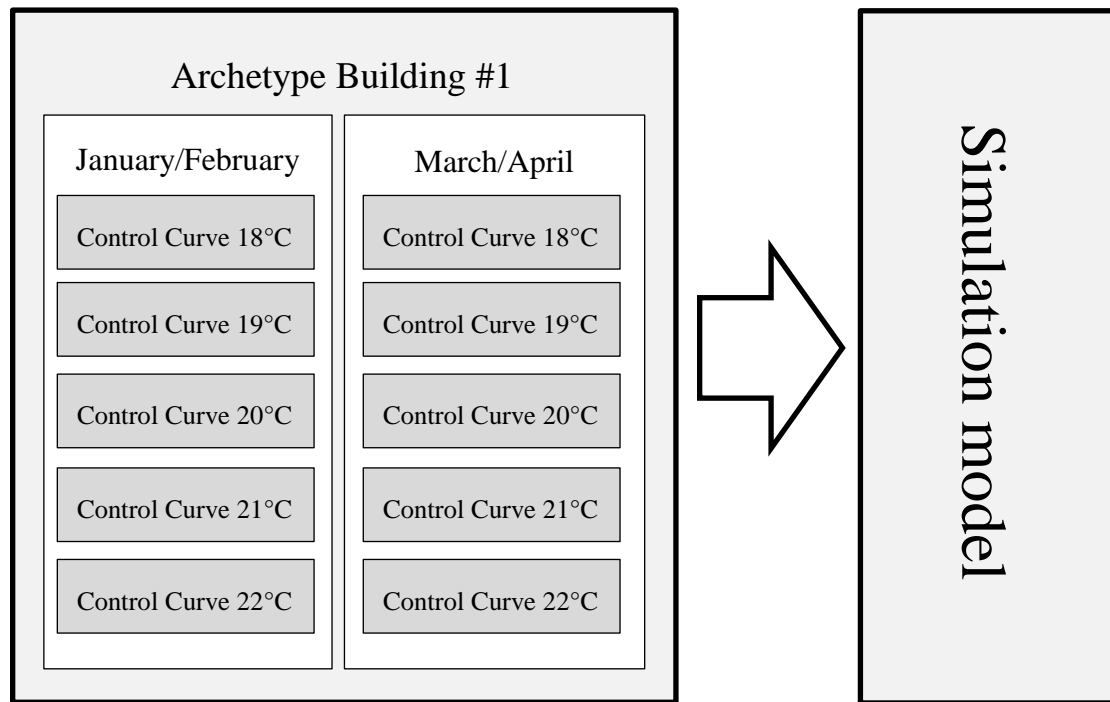 Archetype Building #1
January/February
Control Curve 18°C
Control Curve 19°C
Control Curve 20°C
Control Curve 21°C
Control Curve 22°C
March/April
Control Curve 18°C
Control Curve 19°C
Control Curve 20°C
Control Curve 21°C
Control Curve 22°C
Simulation model